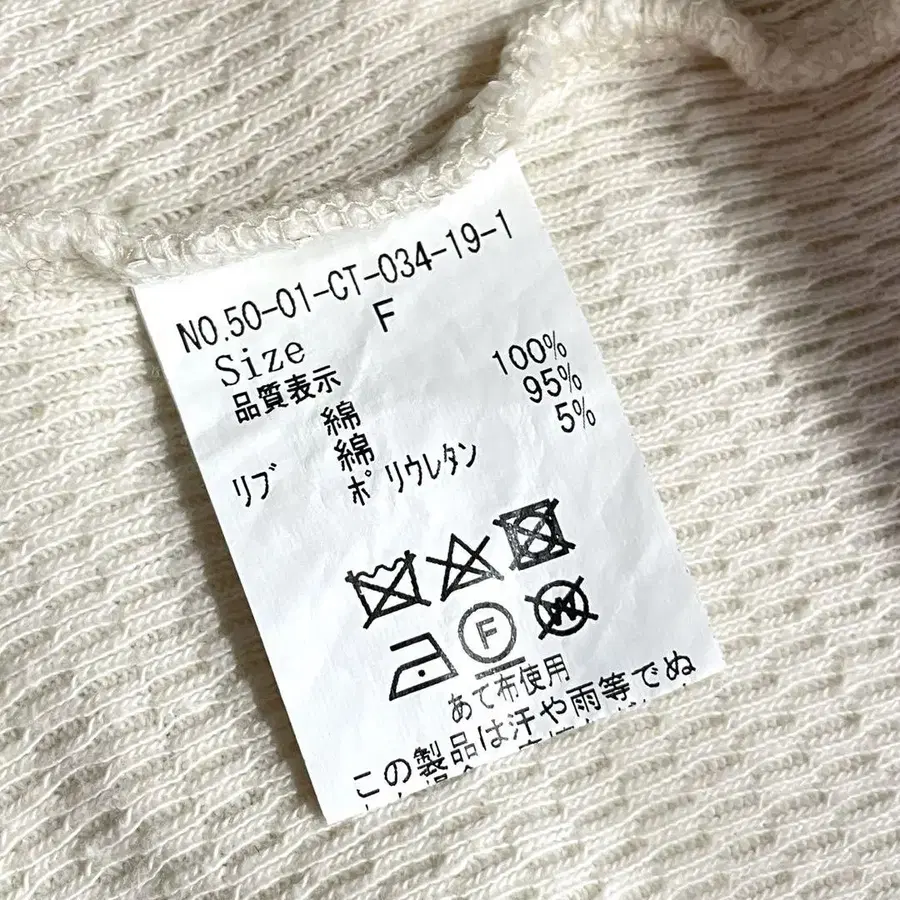 NO.50-01-CT-034-19-1
Size F
品質表示
綿 100%
リブ 綿 95%
ポリウレタン 5%
F
W
あて布使用
この製品は汗や雨等でぬ